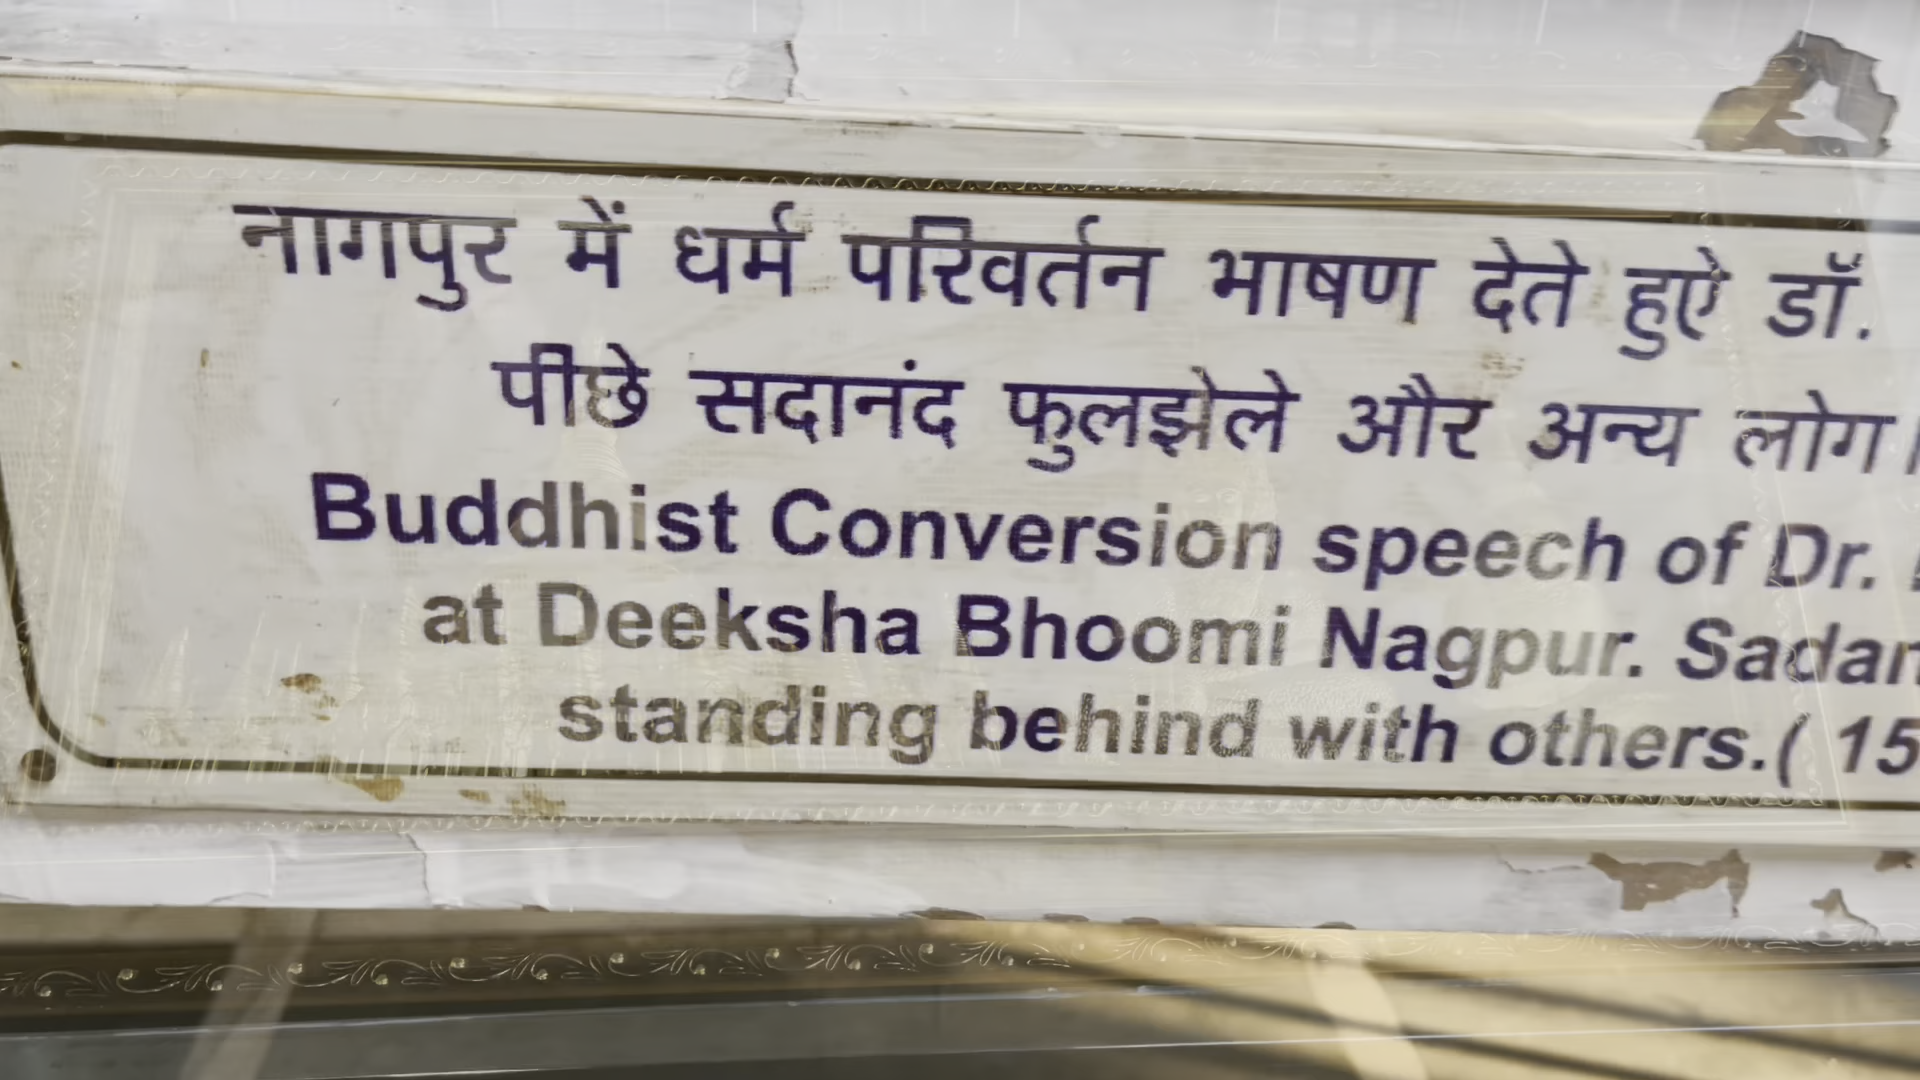 नागपुर में धर्म परिवर्तन भाषण देते हुऐ डॉ.
पीछे सदानंद फुलझेले और अन्य लोग।
Buddhist Conversion speech of Dr.
at Deeksha Bhoomi Nagpur. Sadan
standing behind with others.( 15